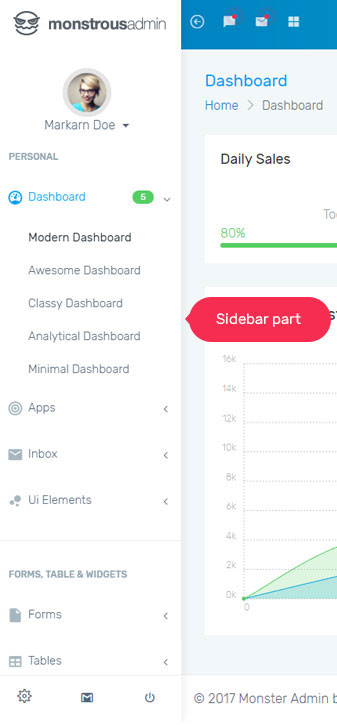 monstrousadmin
Markarn Doe
PERSONAL
Dashboard 5
Modern Dashboard
Awesome Dashboard
Classy Dashboard
Analytical Dashboard
Minimal Dashboard
Apps
Inbox
Ui Elements
FORMS, TABLE & WIDGETS
Forms
Tables
Dashboard
Home > Dashboard
Daily Sales
80%
Sidebar part
16k
14k
12k
10k
8k
6k
4k
2k
0k
0
© 2017 Monster Admin b